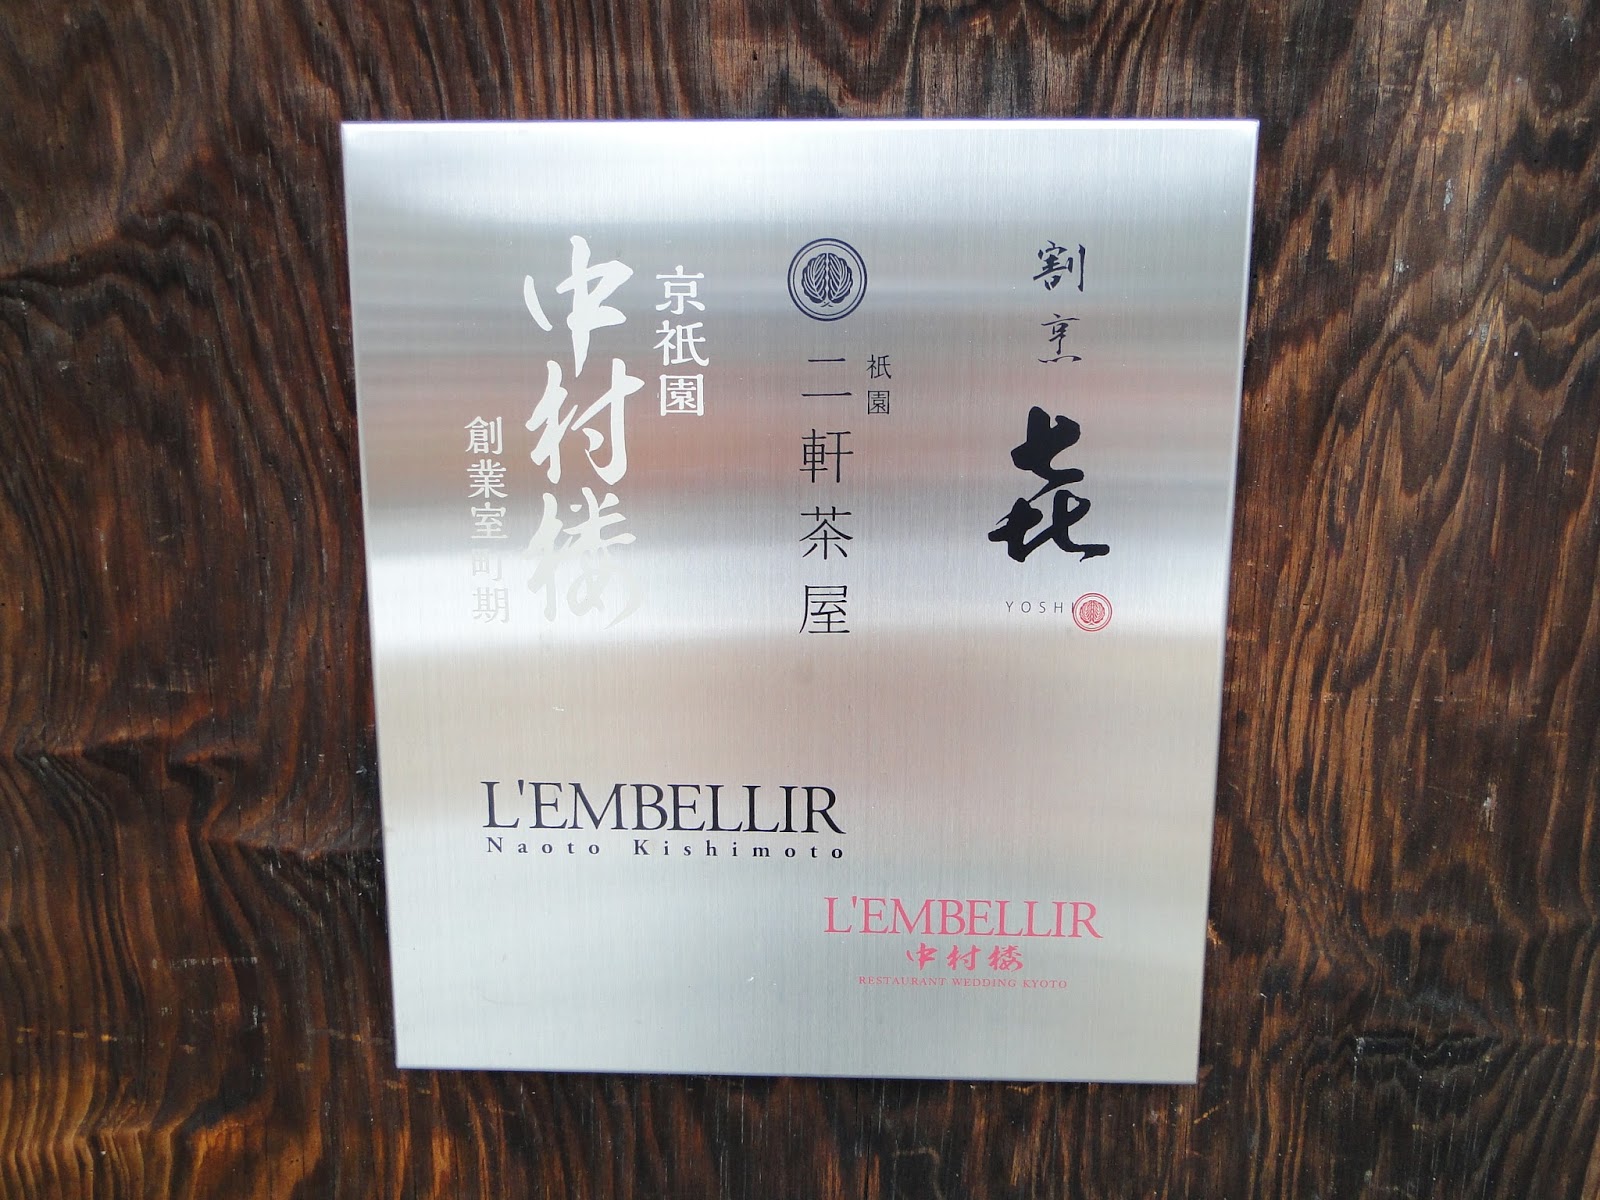 割烹
㐂
YOSHI
祇園
二軒茶屋
京祇園
中村楼
創業室町期
L'EMBELLIR
Naoto Kishimoto
L'EMBELLIR
中村楼
RESTAURANT WEDDING KYOTO